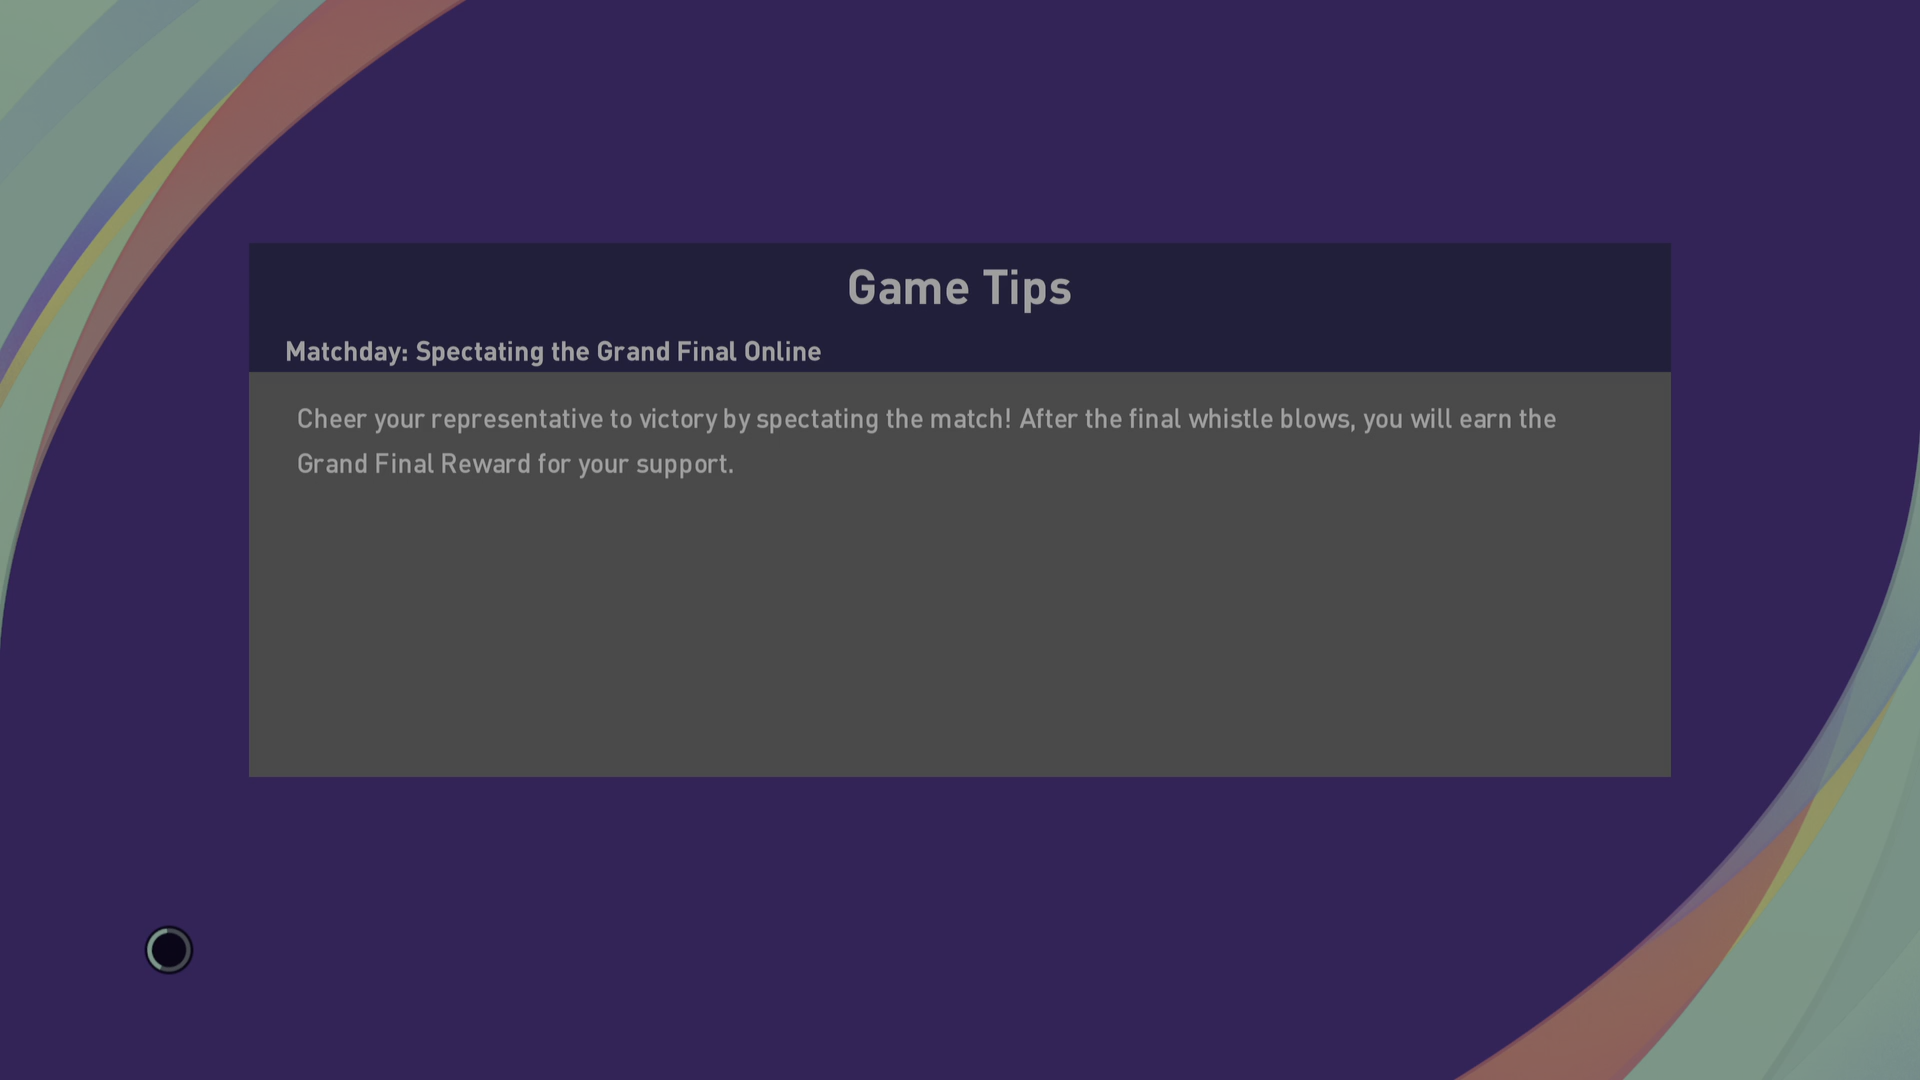 Game Tips
Matchday: Spectating the Grand Final Online
Cheer your representative to victory by spectating the match! After the final whistle blows, you will earn the
Grand Final Reward for your support.